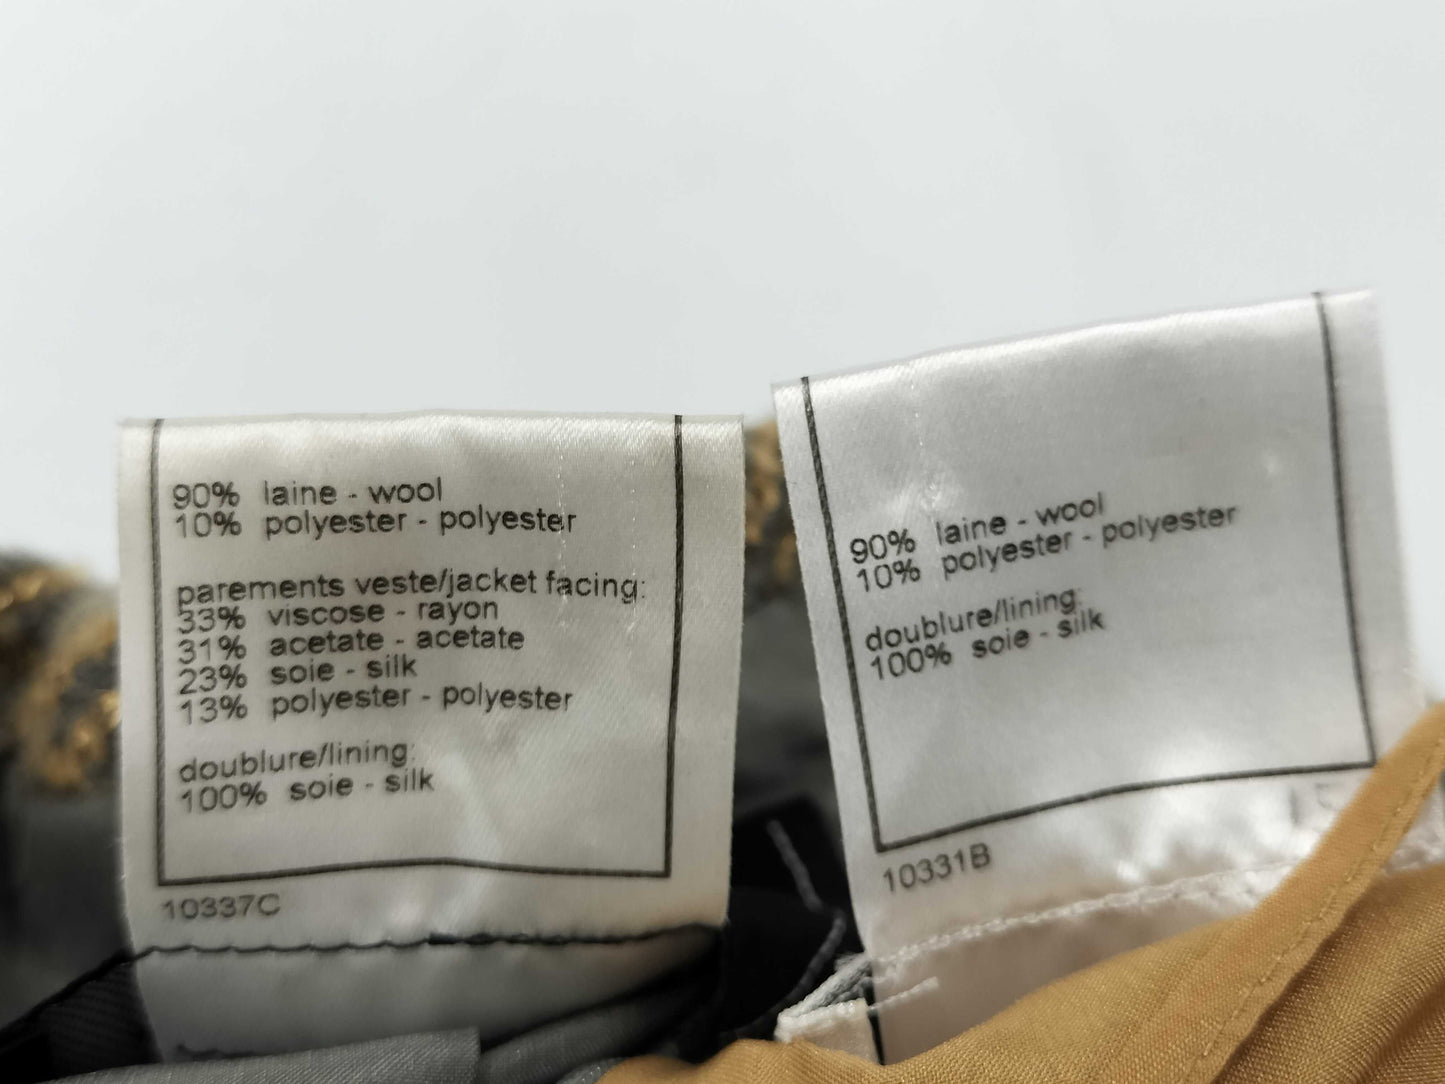 90% laine - wool
10% polyester - polyester
parements veste/jacket facing:
33% viscose - rayon
31% acetate - acetate
23% soie - silk
13% polyester - polyester
doublure/lining:
100% soie - silk
10337C
90% laine - wool
10% polyester - polyester
doublure/lining:
100% soie - silk
10331B